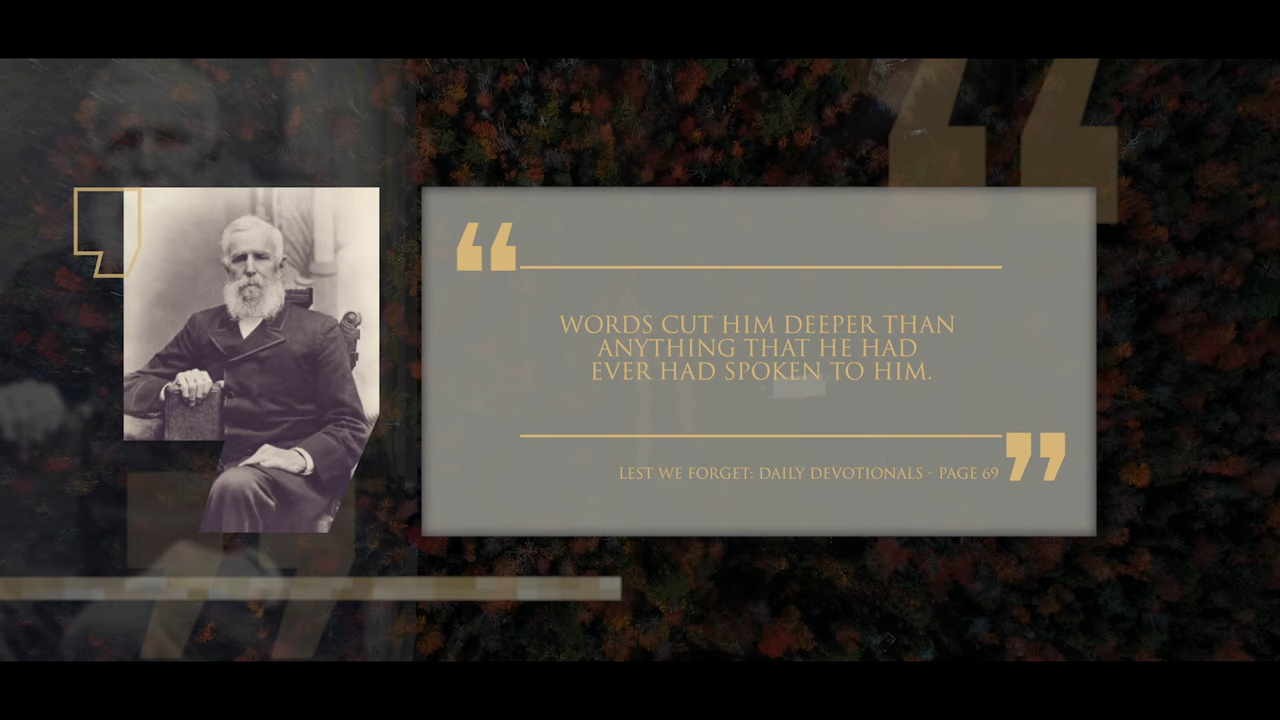 WORDS CUT HIM DEEPER THAN
ANYTHING THAT HE HAD
EVER HAD SPOKEN TO HIM.
LEST WE FORGET: DAILY DEVOTIONALS - PAGE 69